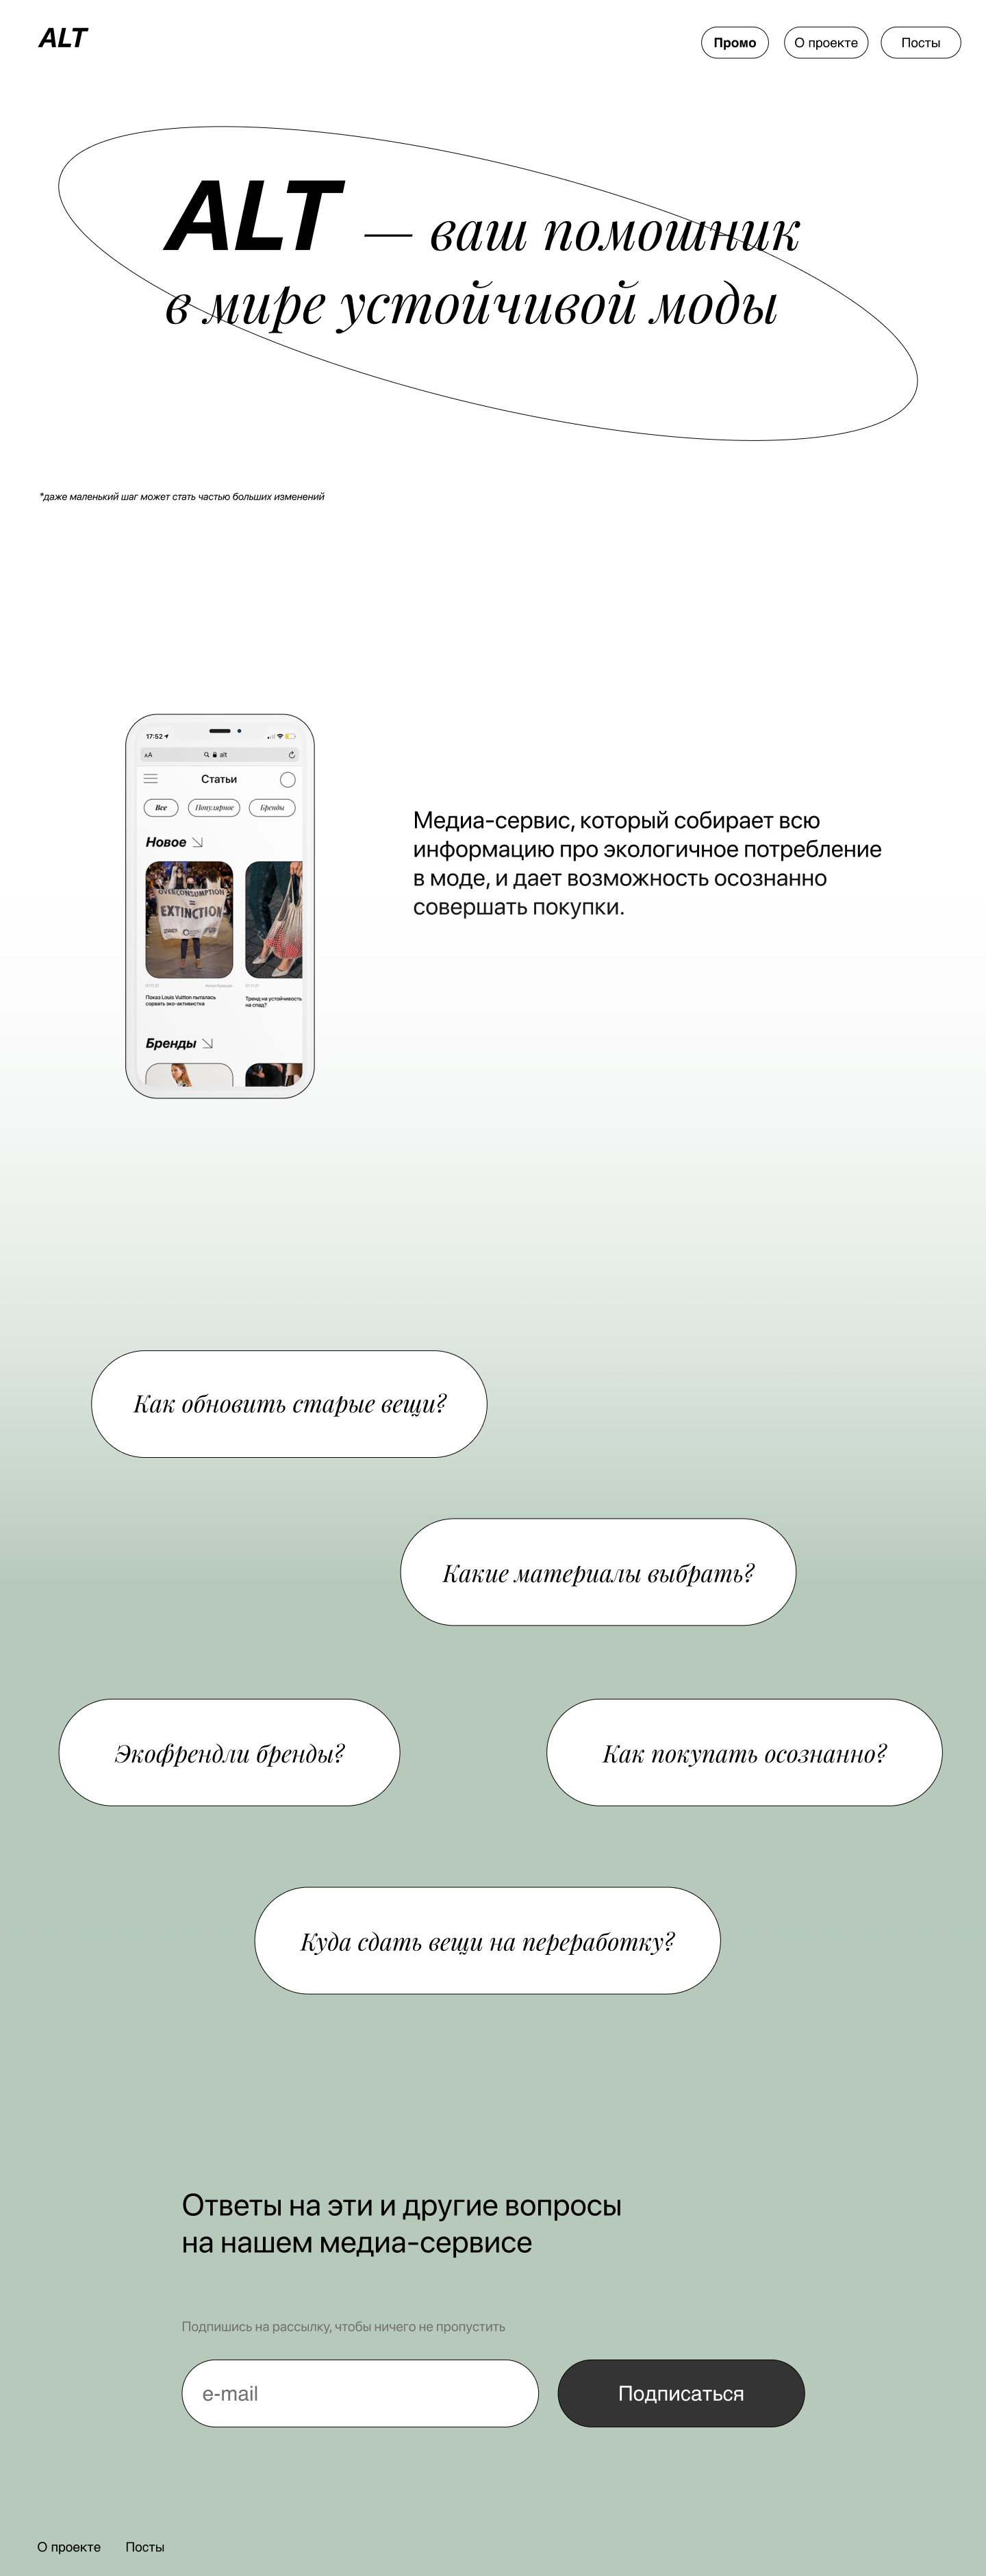 ALT
Промо
О проекте
Посты
ALT — ваш помошник
в мире устойчивой моды
*даже маленький шаг может стать частью больших изменений
17:52
AA
alt
Статьи
Все
Популярное
Бренды
Новое
OVERCONSUMPTION
=
EXTINCTION
Показ Louis Vuitton пыталась
сорвать эко-активистка
Тренд на устойчивость
на спад?
Бренды
Медиа-сервис, который собирает всю
информацию про экологичное потребление
в моде, и дает возможность осознанно
совершать покупки.
Как обновить старые вещи?
Какие материалы выбрать?
Экофрендли бренды?
Как покупать осознанно?
Куда сдать вещи на переработку?
Ответы на эти и другие вопросы
на нашем медиа-сервисе
Подпишись на рассылку, чтобы ничего не пропустить
e-mail
Подписаться
О проекте
Посты